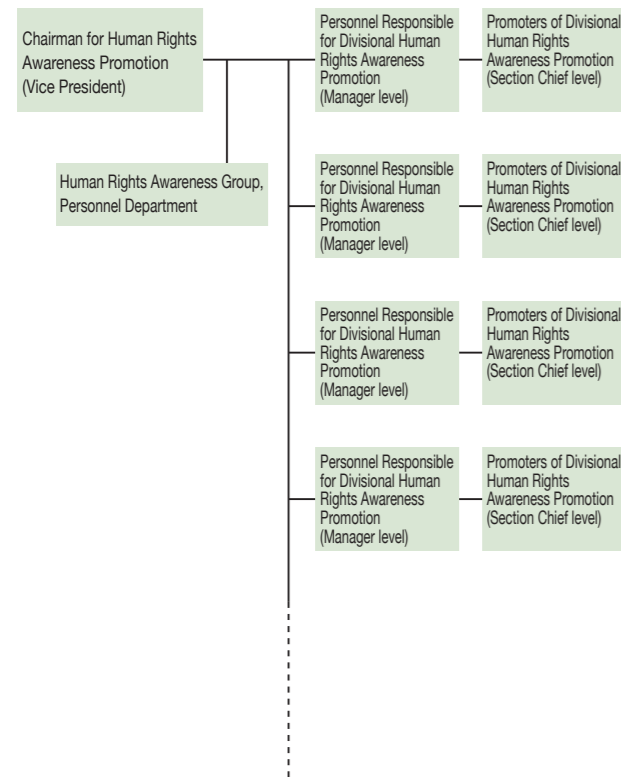 Chairman for Human Rights
Awareness Promotion
(Vice President)
Human Rights Awareness Group,
Personnel Department
Personnel Responsible
for Divisional Human
Rights Awareness
Promotion
(Manager level)
Promoters of Divisional
Human Rights
Awareness Promotion
(Section Chief level)
Personnel Responsible
for Divisional Human
Rights Awareness
Promotion
(Manager level)
Promoters of Divisional
Human Rights
Awareness Promotion
(Section Chief level)
Personnel Responsible
for Divisional Human
Rights Awareness
Promotion
(Manager level)
Promoters of Divisional
Human Rights
Awareness Promotion
(Section Chief level)
Personnel Responsible
for Divisional Human
Rights Awareness
Promotion
(Manager level)
Promoters of Divisional
Human Rights
Awareness Promotion
(Section Chief level)